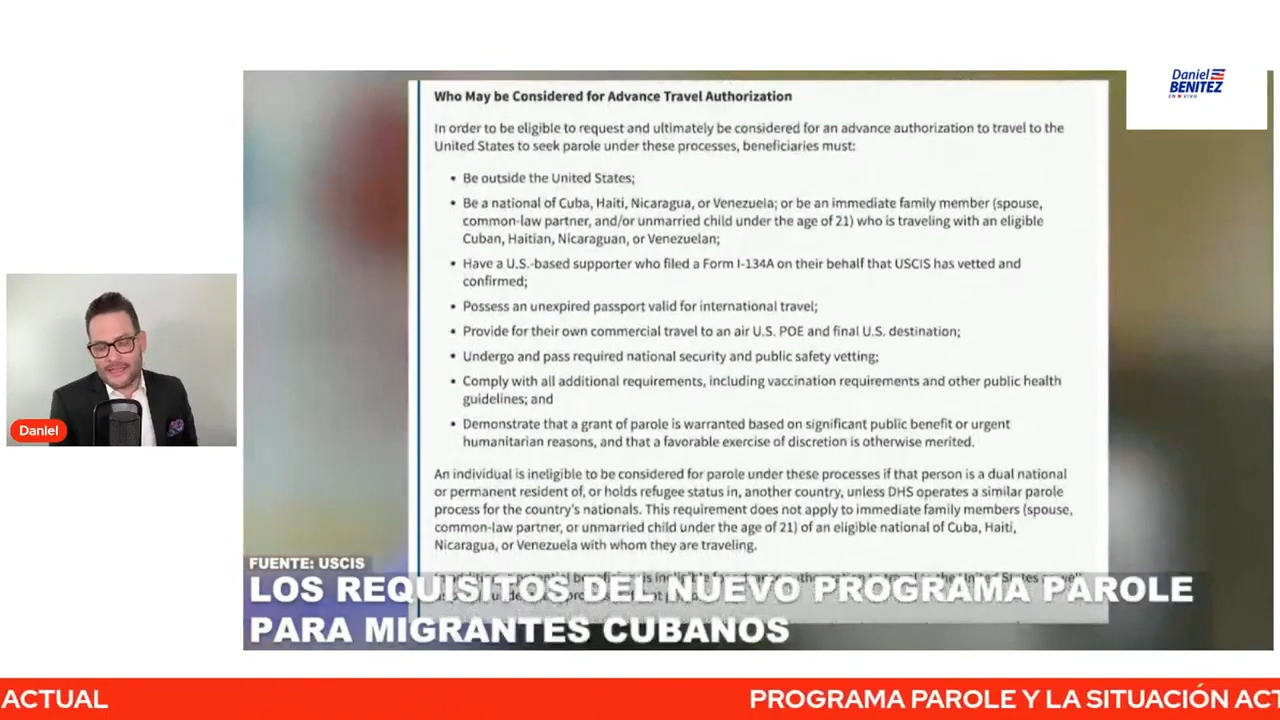 Daniel
BENITEZ
EN VIVO
Who May be Considered for Advance Travel Authorization
In order to be eligible to request and ultimately be considered for an advance authorization to travel to the
United States to seek parole under these processes, beneficiaries must:
• Be outside the United States;
• Be a national of Cuba, Haiti, Nicaragua, or Venezuela; or be an immediate family member (spouse,
common-law partner, and/or unmarried child under the age of 21) who is traveling with an eligible
Cuban, Haitian, Nicaraguan, or Venezuelan;
• Have a U.S.-based supporter who filed a Form I-134A on their behalf that USCIS has vetted and
confirmed;
• Possess an unexpired passport valid for international travel;
• Provide for their own commercial travel to an air U.S. POE and final U.S. destination;
• Undergo and pass required national security and public safety vetting;
• Comply with all additional requirements, including vaccination requirements and other public health
guidelines; and
• Demonstrate that a grant of parole is warranted based on significant public benefit or urgent
humanitarian reasons, and that a favorable exercise of discretion is otherwise merited.
An individual is ineligible to be considered for parole under these processes if that person is a dual national
or permanent resident of, or holds refugee status in, another country, unless DHS operates a similar parole
process for the country's nationals. This requirement does not apply to immediate family members (spouse,
common-law partner, or unmarried child under the age of 21) of an eligible national of Cuba, Haiti,
Nicaragua, or Venezuela with whom they are traveling.
Daniel
FUENTE: USCIS
LOS REQUISITOS DEL NUEVO PROGRAMA PAROLE
PARA MIGRANTES CUBANOS
ACTUAL PROGRAMA PAROLE Y LA SITUACIÓN ACT